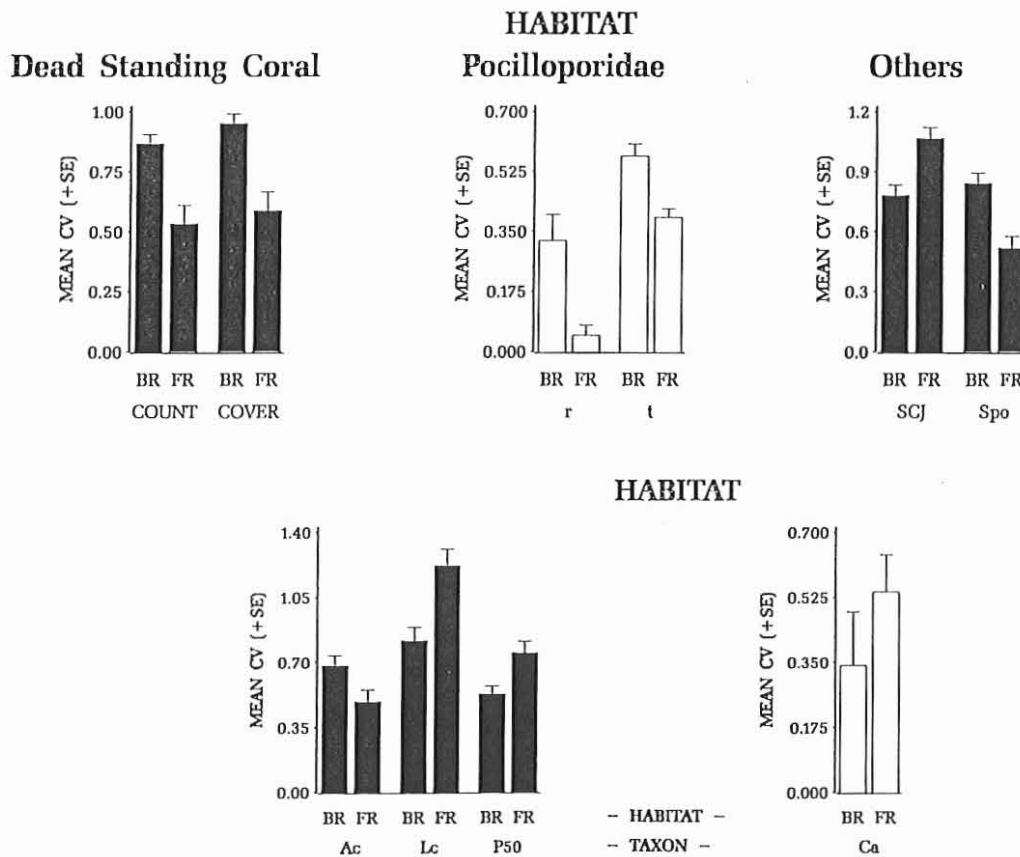 HABITAT
Dead Standing Coral
Pocilloporidae
Others
MEAN CV (+SE)
1.00
0.75
0.50
0.25
0.00
BR FR BR FR
COUNT COVER
MEAN CV (+SE)
0.700
0.525
0.350
0.175
0.000
BR FR BR FR
r t
MEAN CV (+SE)
1.2
0.9
0.6
0.3
0.0
BR FR BR FR
SCJ Spo
HABITAT
MEAN CV (+SE)
1.40
1.05
0.70
0.35
0.00
BR FR BR FR BR FR
Ac Lc P50
– HABITAT –
– TAXON –
MEAN CV (+SE)
0.700
0.525
0.350
0.175
0.000
BR FR
Ca